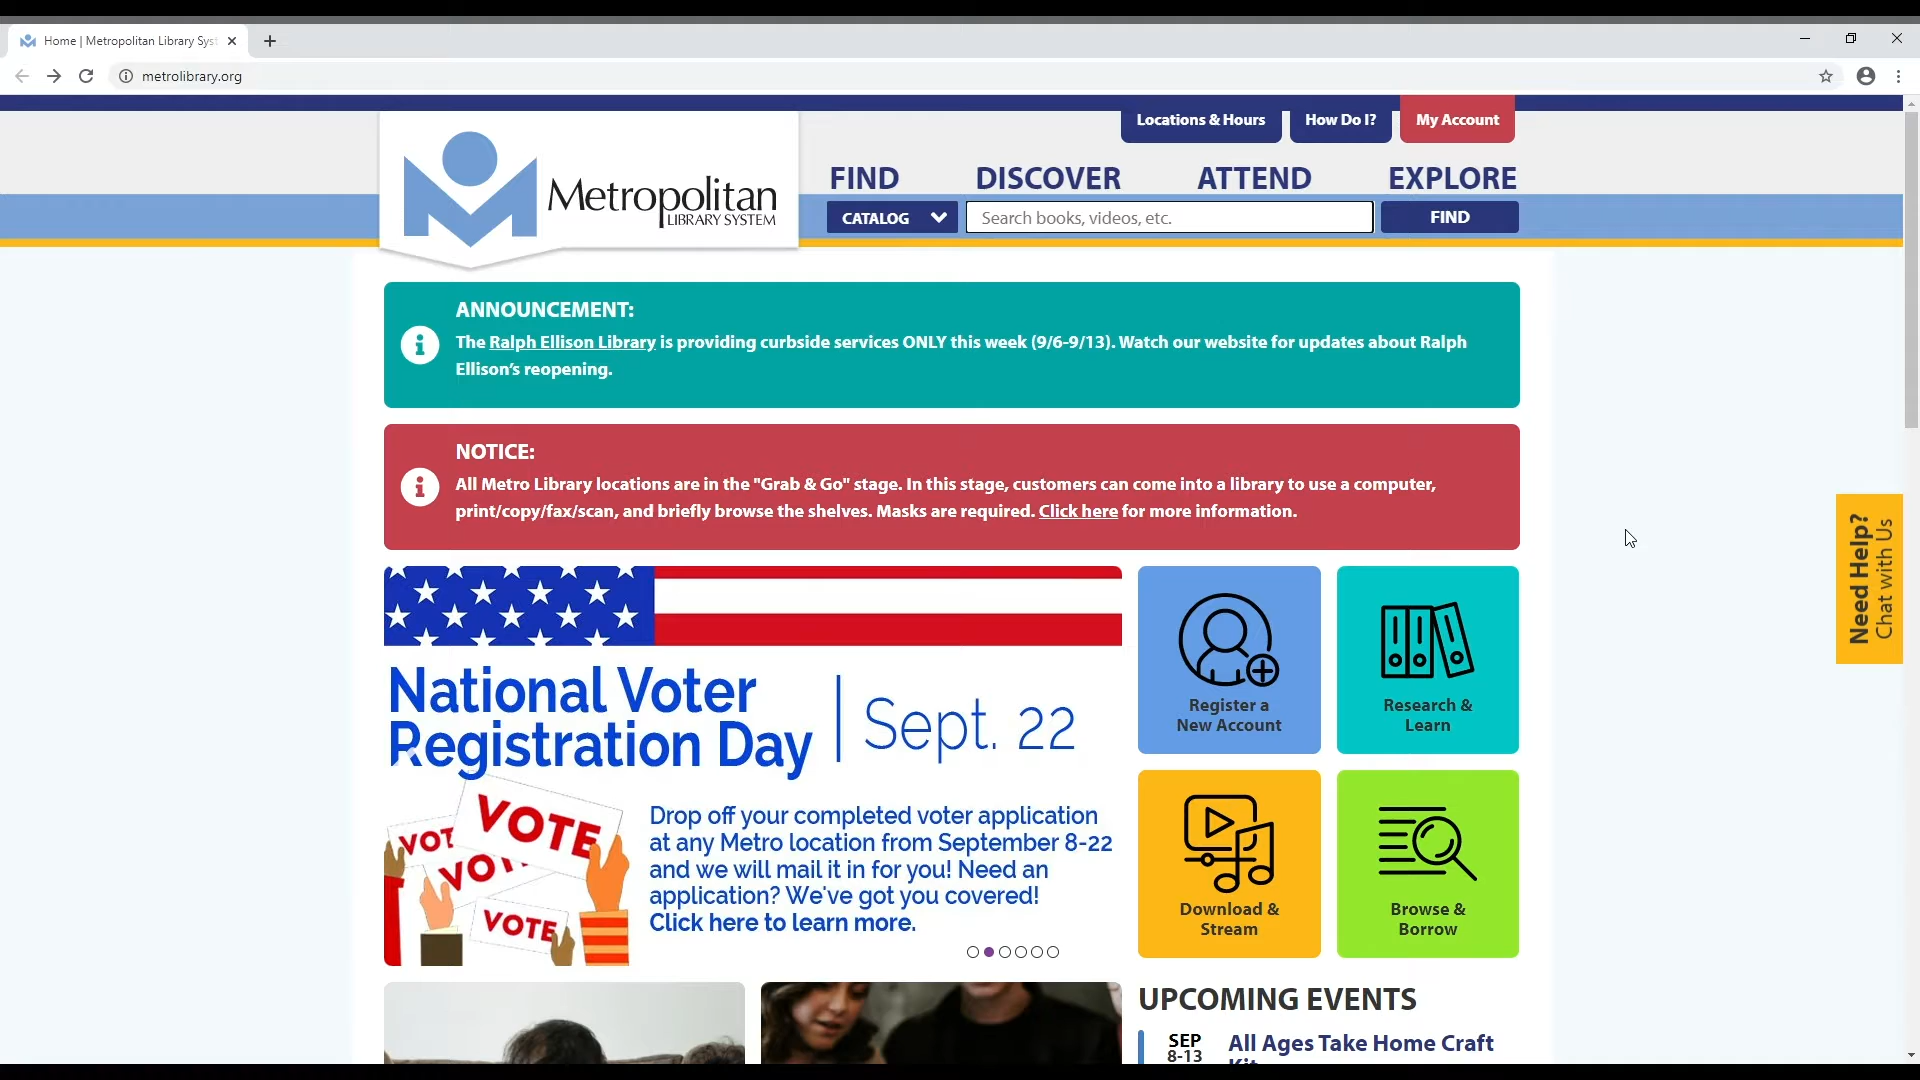 Home | Metropolitan Library Syst
metrolibrary.org
Locations & Hours
How Do I?
My Account
Metropolitan
LIBRARY SYSTEM
FIND
DISCOVER
ATTEND
EXPLORE
CATALOG
Search books, videos, etc.
FIND
ANNOUNCEMENT:
The Ralph Ellison Library is providing curbside services ONLY this week (9/6-9/13). Watch our website for updates about Ralph
Ellison's reopening.
NOTICE:
All Metro Library locations are in the "Grab & Go" stage. In this stage, customers can come into a library to use a computer,
print/copy/fax/scan, and briefly browse the shelves. Masks are required. Click here for more information.
Need Help?
Chat with Us
National Voter
Registration Day
Sept. 22
VOTE
VOT
VOT
VOTE
Drop off your completed voter application
at any Metro location from September 8-22
and we will mail it in for you! Need an
application? We've got you covered!
Click here to learn more.
Register a
New Account
Research &
Learn
Download &
Stream
Browse &
Borrow
UPCOMING EVENTS
SEP
8-13
All Ages Take Home Craft
Kit